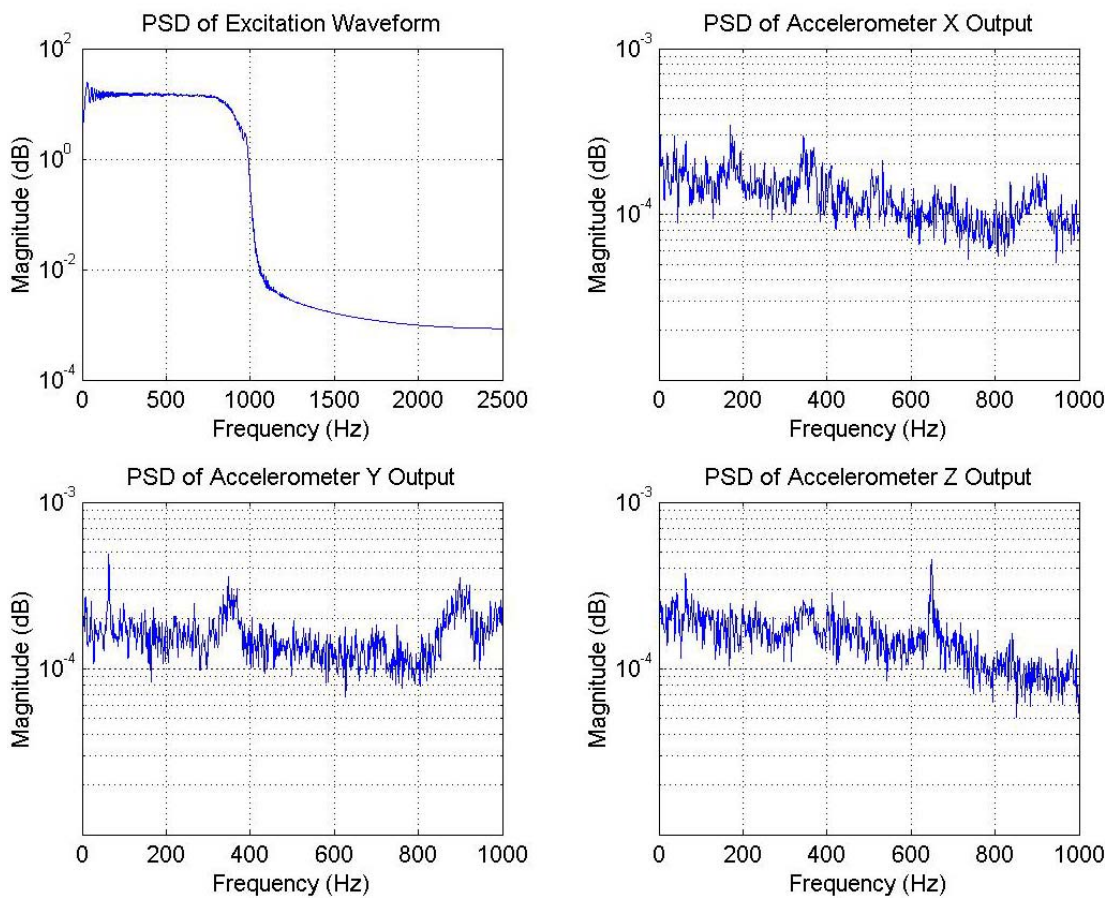 PSD of Excitation Waveform
10^2
10^0
10^-2
10^-4
Magnitude (dB)
0 500 1000 1500 2000 2500
Frequency (Hz)
PSD of Accelerometer X Output
10^-3
10^-4
Magnitude (dB)
0 200 400 600 800 1000
Frequency (Hz)
PSD of Accelerometer Y Output
10^-3
10^-4
Magnitude (dB)
0 200 400 600 800 1000
Frequency (Hz)
PSD of Accelerometer Z Output
10^-3
10^-4
Magnitude (dB)
0 200 400 600 800 1000
Frequency (Hz)